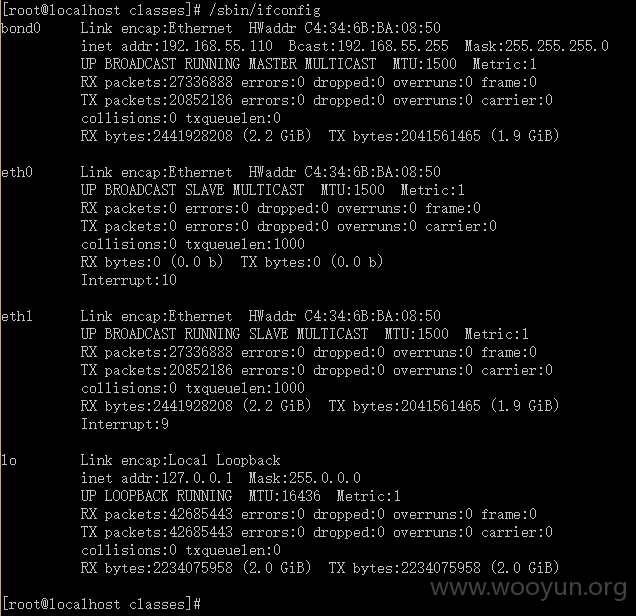 [root@localhost classes]# /sbin/ifconfig
bond0 Link encap:Ethernet HWaddr C4:34:6B:BA:08:50
inet addr:192.168.55.110 Bcast:192.168.55.255 Mask:255.255.255.0
UP BROADCAST RUNNING MASTER MULTICAST MTU:1500 Metric:1
RX packets:27336888 errors:0 dropped:0 overruns:0 frame:0
TX packets:20852186 errors:0 dropped:0 overruns:0 carrier:0
collisions:0 txqueuelen:0
RX bytes:2441928208 (2.2 GiB) TX bytes:2041561465 (1.9 GiB)
eth0 Link encap:Ethernet HWaddr C4:34:6B:BA:08:50
UP BROADCAST SLAVE MULTICAST MTU:1500 Metric:1
RX packets:0 errors:0 dropped:0 overruns:0 frame:0
TX packets:0 errors:0 dropped:0 overruns:0 carrier:0
collisions:0 txqueuelen:1000
RX bytes:0 (0.0 b) TX bytes:0 (0.0 b)
Interrupt:10
eth1 Link encap:Ethernet HWaddr C4:34:6B:BA:08:50
UP BROADCAST RUNNING SLAVE MULTICAST MTU:1500 Metric:1
RX packets:27336888 errors:0 dropped:0 overruns:0 frame:0
TX packets:20852186 errors:0 dropped:0 overruns:0 carrier:0
collisions:0 txqueuelen:1000
RX bytes:2441928208 (2.2 GiB) TX bytes:2041561465 (1.9 GiB)
Interrupt:9
lo Link encap:Local Loopback
inet addr:127.0.0.1 Mask:255.0.0.0
UP LOOPBACK RUNNING MTU:16436 Metric:1
RX packets:42685443 errors:0 dropped:0 overruns:0 frame:0
TX packets:42685443 errors:0 dropped:0 overruns:0 carrier:0
collisions:0 txqueuelen:0
RX bytes:2234075958 (2.0 GiB) TX bytes:2234075958 (2.0 GiB)
www.wooyun.org
[root@localhost classes]#